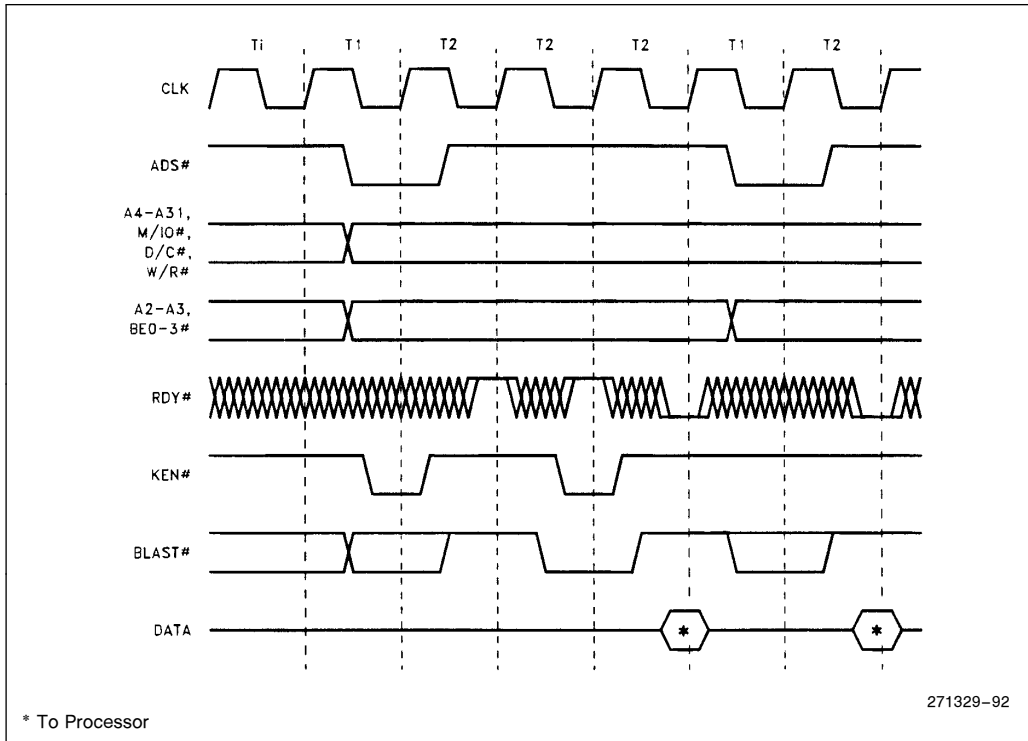 Ti T1 T2 T2 T2 T1 T2
CLK
ADS#
A4-A31,
M/IO#,
D/C#,
W/R#
A2-A3,
BE0-3#
RDY#
KEN#
BLAST#
DATA
* *
271329–92
* To Processor